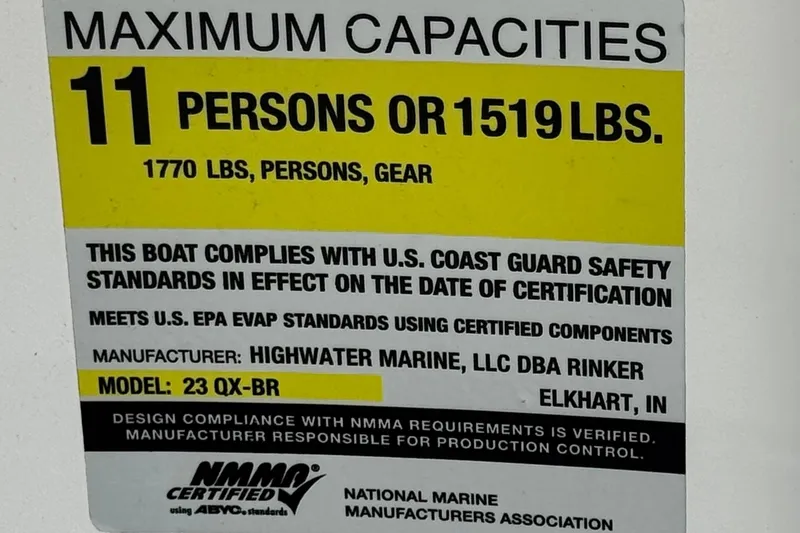 MAXIMUM CAPACITIES
11 PERSONS OR 1519 LBS.
1770 LBS, PERSONS, GEAR
THIS BOAT COMPLIES WITH U.S. COAST GUARD SAFETY
STANDARDS IN EFFECT ON THE DATE OF CERTIFICATION
MEETS U.S. EPA EVAP STANDARDS USING CERTIFIED COMPONENTS
MANUFACTURER: HIGHWATER MARINE, LLC DBA RINKER
MODEL: 23 QX-BR
ELKHART, IN
DESIGN COMPLIANCE WITH NMMA REQUIREMENTS IS VERIFIED.
MANUFACTURER RESPONSIBLE FOR PRODUCTION CONTROL.
NMMA®
CERTIFIED
using ABYC® standards
NATIONAL MARINE
MANUFACTURERS ASSOCIATION